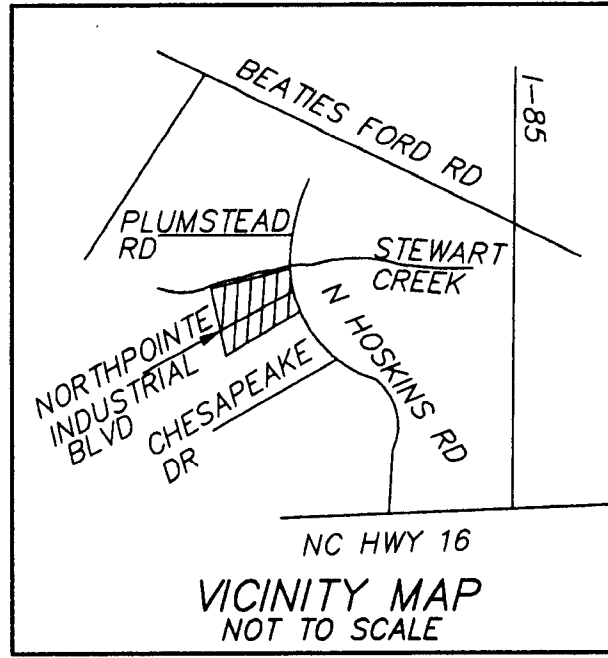 BEATIES FORD RD
I-85
PLUMSTEAD
RD
STEWART
CREEK
N HOSKINS RD
NORTHPOINTE
INDUSTRIAL
BLVD
CHESAPEAKE
DR
NC HWY 16
VICINITY MAP
NOT TO SCALE